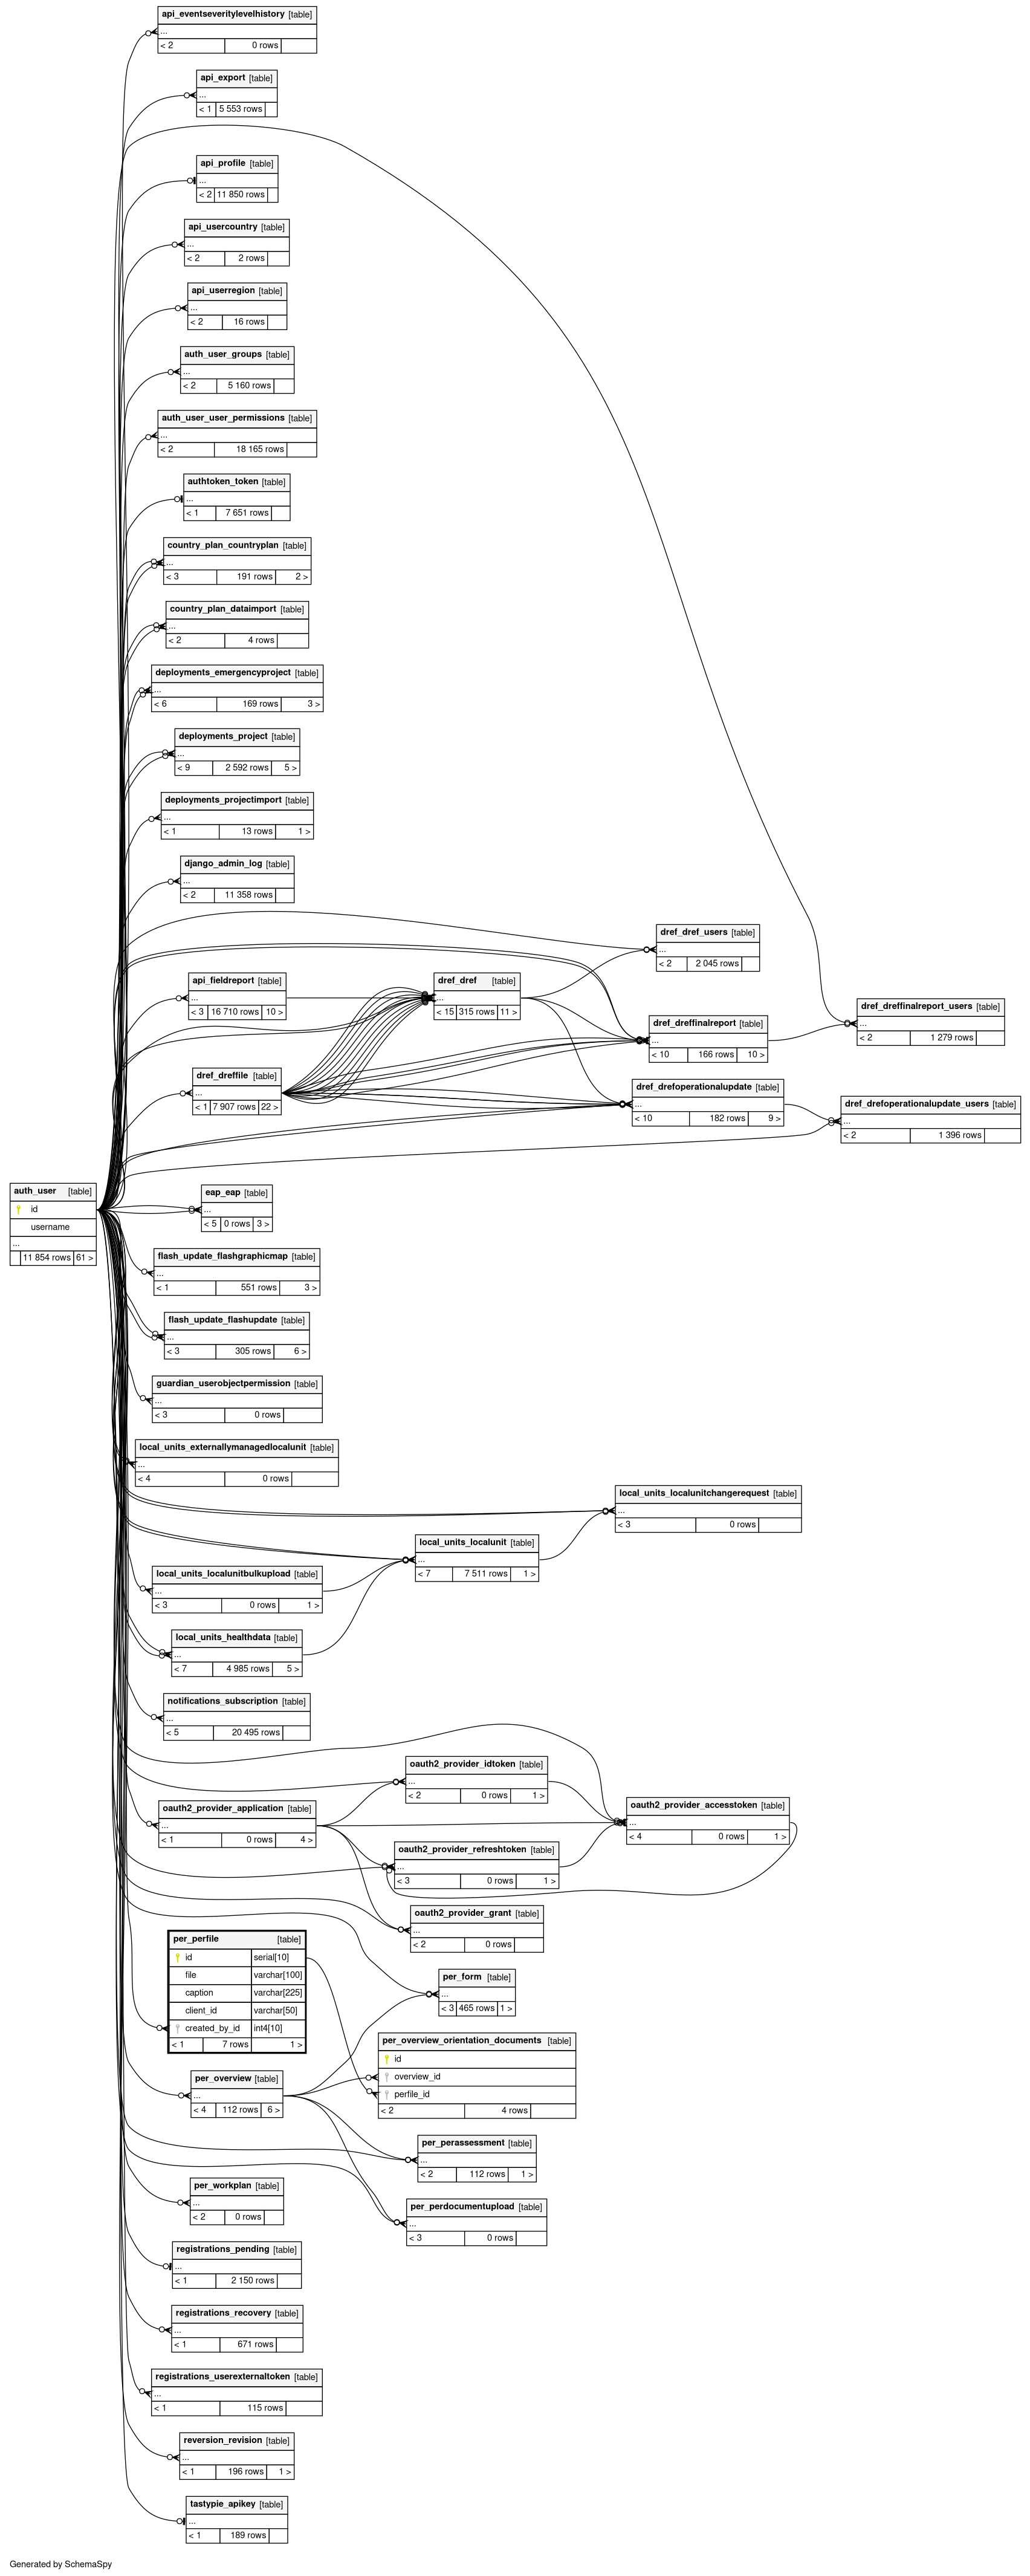 api_eventseveritylevelhistory [table]
...
< 2 0 rows
api_export [table]
...
< 1 5 553 rows
api_profile [table]
...
< 2 11 850 rows
api_usercountry [table]
...
< 2 2 rows
api_userregion [table]
...
< 2 16 rows
auth_user_groups [table]
...
< 2 5 160 rows
auth_user_user_permissions [table]
...
< 2 18 165 rows
authtoken_token [table]
...
< 1 7 651 rows
country_plan_countryplan [table]
...
< 3 191 rows 2 >
country_plan_dataimport [table]
...
< 2 4 rows
deployments_emergencyproject [table]
...
< 6 169 rows 3 >
deployments_project [table]
...
< 9 2 592 rows 5 >
deployments_projectimport [table]
...
< 1 13 rows 1 >
django_admin_log [table]
...
< 2 11 358 rows
dref_dref_users [table]
...
< 2 2 045 rows
api_fieldreport [table]
...
< 3 16 710 rows 10 >
dref_dref [table]
...
< 15 315 rows 11 >
dref_dreffinalreport_users [table]
...
< 2 1 279 rows
dref_dreffinalreport [table]
...
< 10 166 rows 10 >
dref_dreffile [table]
...
< 1 7 907 rows 22 >
dref_drefoperationalupdate [table]
...
< 10 182 rows 9 >
dref_drefoperationalupdate_users [table]
...
< 2 1 396 rows
auth_user [table]
id
username
...
11 854 rows 61 >
eap_eap [table]
...
< 5 0 rows 3 >
flash_update_flashgraphicmap [table]
...
< 1 551 rows 3 >
flash_update_flashupdate [table]
...
< 3 305 rows 6 >
guardian_userobjectpermission [table]
...
< 3 0 rows
local_units_externallymanagedlocalunit [table]
...
< 4 0 rows
local_units_localunitchangerequest [table]
...
< 3 0 rows
local_units_localunit [table]
...
< 7 7 511 rows 1 >
local_units_localunitbulkupload [table]
...
< 3 0 rows 1 >
local_units_healthdata [table]
...
< 7 4 985 rows 5 >
notifications_subscription [table]
...
< 5 20 495 rows
oauth2_provider_idtoken [table]
...
< 2 0 rows 1 >
oauth2_provider_application [table]
...
< 1 0 rows 4 >
oauth2_provider_accesstoken [table]
...
< 4 0 rows 1 >
oauth2_provider_refreshtoken [table]
...
< 3 0 rows 1 >
oauth2_provider_grant [table]
...
< 2 0 rows
per_perfile [table]
id serial[10]
file varchar[100]
caption varchar[225]
client_id varchar[50]
created_by_id int4[10]
< 1 7 rows 1 >
per_form [table]
...
< 3 465 rows 1 >
per_overview_orientation_documents [table]
id
overview_id
perfile_id
< 2 4 rows
per_overview [table]
...
< 4 112 rows 6 >
per_perassessment [table]
...
< 2 112 rows 1 >
per_workplan [table]
...
< 2 0 rows
per_perdocumentupload [table]
...
< 3 0 rows
registrations_pending [table]
...
< 1 2 150 rows
registrations_recovery [table]
...
< 1 671 rows
registrations_userexternaltoken [table]
...
< 1 115 rows
reversion_revision [table]
...
< 1 196 rows 1 >
tastypie_apikey [table]
...
< 1 189 rows
Generated by SchemaSpy